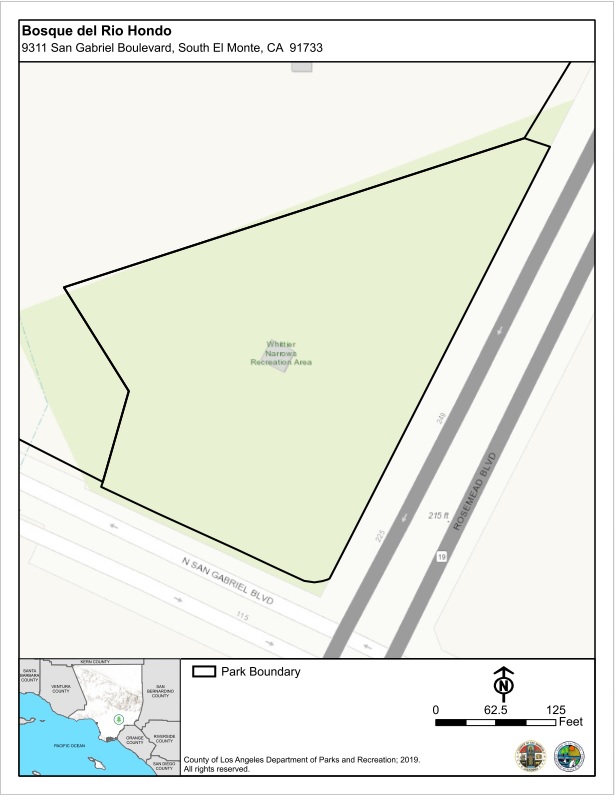 Bosque del Rio Hondo
9311 San Gabriel Boulevard, South El Monte, CA  91733
Whittier
Narrows
Recreation Area
248
215 ft
ROSEMEAD BLVD
225
19
N SAN GABRIEL BLVD
115
KERN COUNTY
SANTA
BARBARA
COUNTY
VENTURA
COUNTY
SAN
BERNARDINO
COUNTY
ORANGE
COUNTY
RIVERSIDE
COUNTY
PACIFIC OCEAN
SAN DIEGO
COUNTY
Park Boundary
N
0 62.5 125
Feet
County of Los Angeles Department of Parks and Recreation; 2019.
All rights reserved.